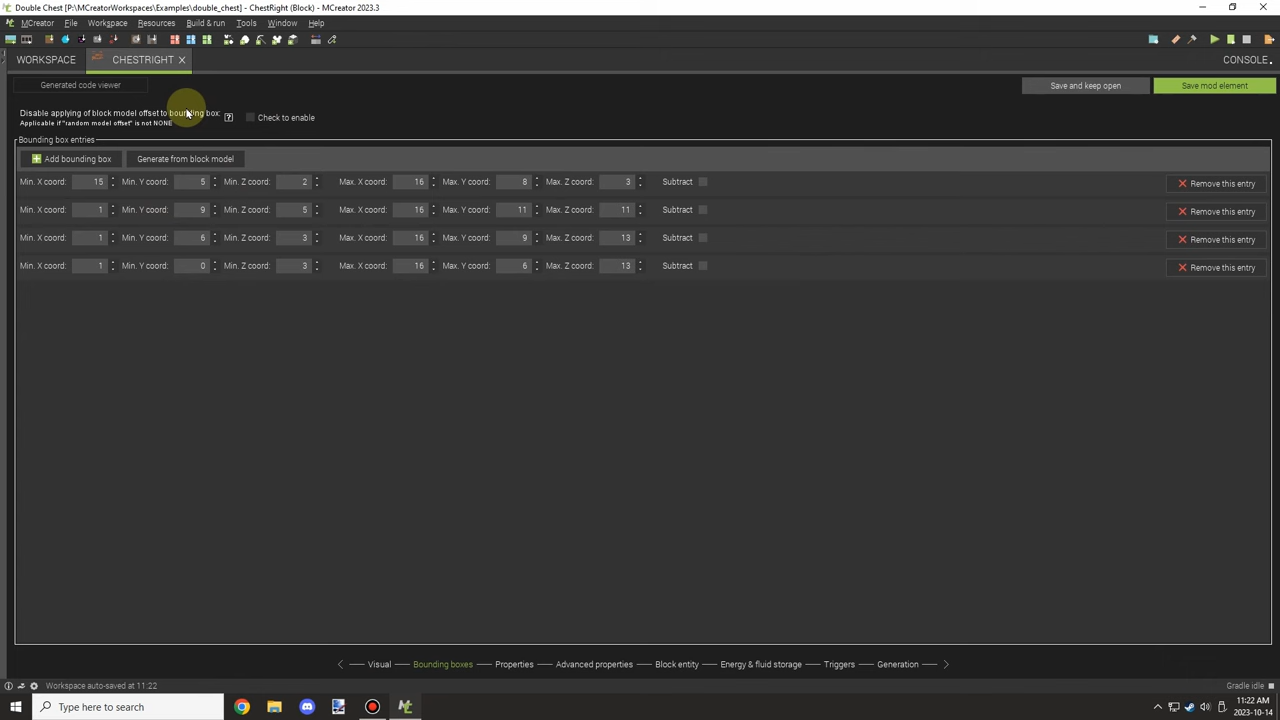 Double Chest [P:\MCreatorWorkspaces\Examples\double_chest] - ChestRight (Block) - MCreator 2023.3
MCreator File Workspace Resources Build & run Tools Window Help
WORKSPACE CHESTRIGHT CONSOLE
Generated code viewer Save and keep open Save mod element
Disable applying of block model offset to bounding box: ? Check to enable
Applicable if "random model offset" is not NONE
Bounding box entries
Add bounding box Generate from block model
Min. X coord: 15 Min. Y coord: 5 Min. Z coord: 2 Max. X coord: 16 Max. Y coord: 8 Max. Z coord: 3 Subtract Remove this entry
Min. X coord: 1 Min. Y coord: 9 Min. Z coord: 5 Max. X coord: 16 Max. Y coord: 11 Max. Z coord: 11 Subtract Remove this entry
Min. X coord: 1 Min. Y coord: 6 Min. Z coord: 3 Max. X coord: 16 Max. Y coord: 9 Max. Z coord: 13 Subtract Remove this entry
Min. X coord: 1 Min. Y coord: 0 Min. Z coord: 3 Max. X coord: 16 Max. Y coord: 6 Max. Z coord: 13 Subtract Remove this entry
Visual Bounding boxes Properties Advanced properties Block entity Energy & fluid storage Triggers Generation
Workspace auto-saved at 11:22 Gradle idle
Type here to search 11:22 AM
2023-10-14